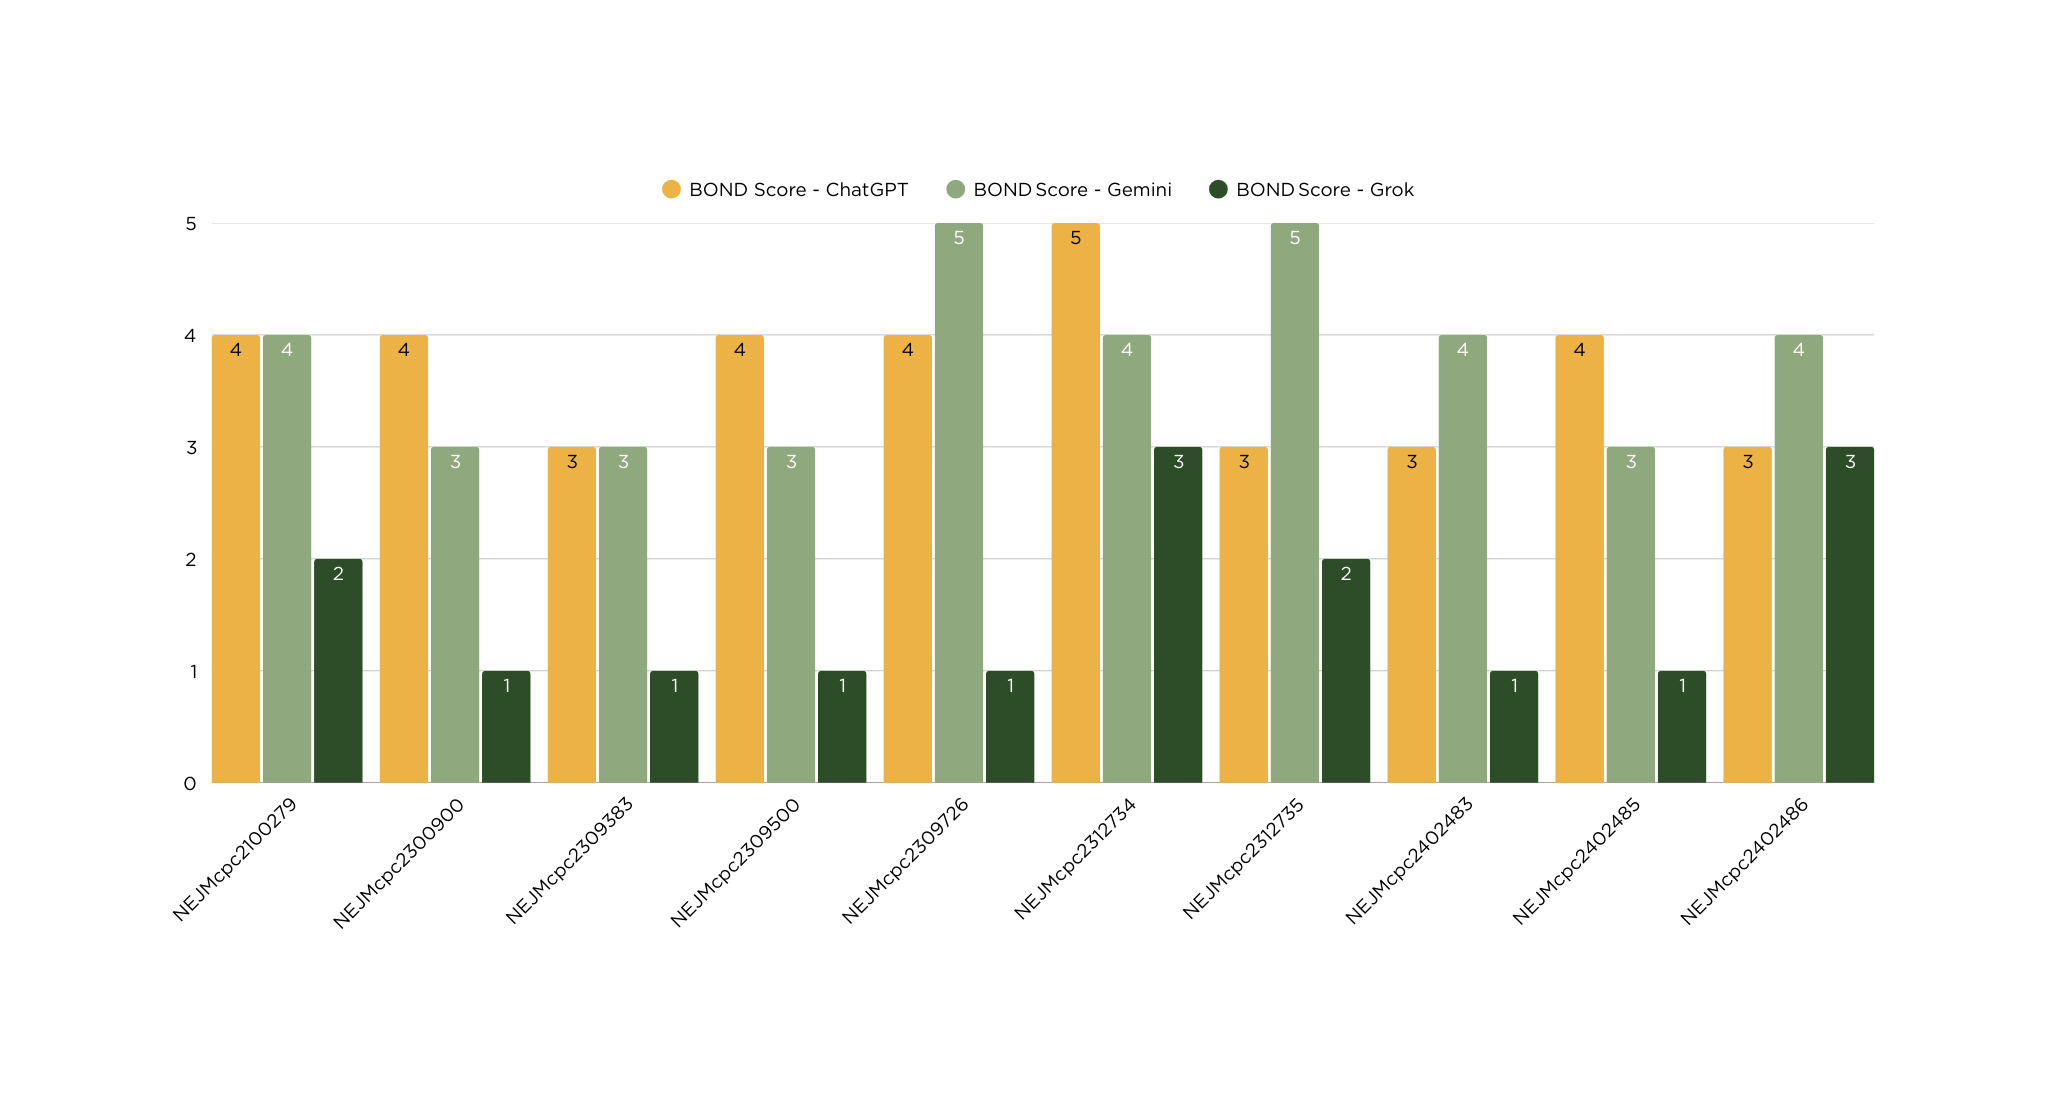 BOND Score - ChatGPT BOND Score - Gemini BOND Score - Grok
5
4
3
2
1
0
4 4 2
4 3 1
3 3 1
4 3 1
4 5 1
5 4 3
3 5 2
3 4 1
4 3 1
3 4 3
NEJMcpc2100279
NEJMcpc2300900
NEJMcpc2309383
NEJMcpc2309500
NEJMcpc2309726
NEJMcpc2312734
NEJMcpc2312735
NEJMcpc2402483
NEJMcpc2402485
NEJMcpc2402486